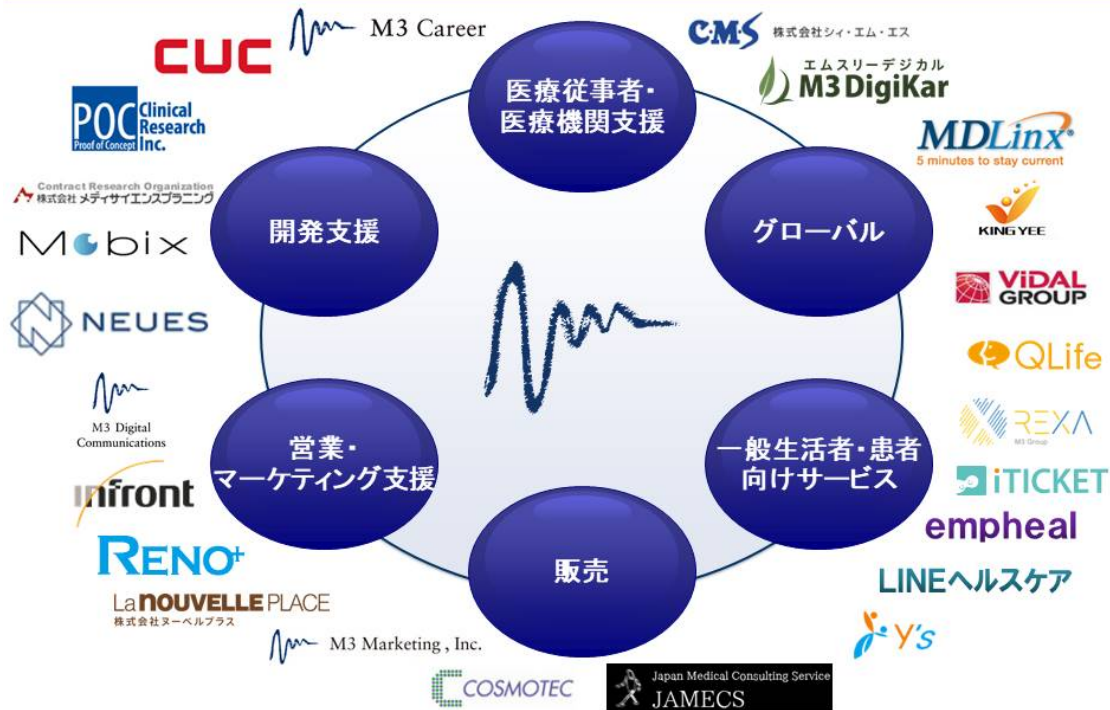 M3 Career
CUC
C·M·S 株式会社シィ・エム・エス
エムスリーデジカル
M3 DigiKar
医療従事者・
医療機関支援
POC
Proof of Concept
Clinical
Research
Inc.
MDLinx®
5 minutes to stay current
Contract Research Organization
株式会社 メディサイエンスプラニング
開発支援
グローバル
KINGYEE
Mobix
ViDAL
GROUP
NEUES
QLife
M3 Digital
Communications
REXA
M3 Group
営業・
マーケティング支援
一般生活者・患者
向けサービス
infront
iTICKET
empheal
RENO+
販売
LINEヘルスケア
La NOUVELLE PLACE
株式会社ヌーベルプラス
Y's
M3 Marketing, Inc.
COSMOTEC
Japan Medical Consulting Service
JAMECS